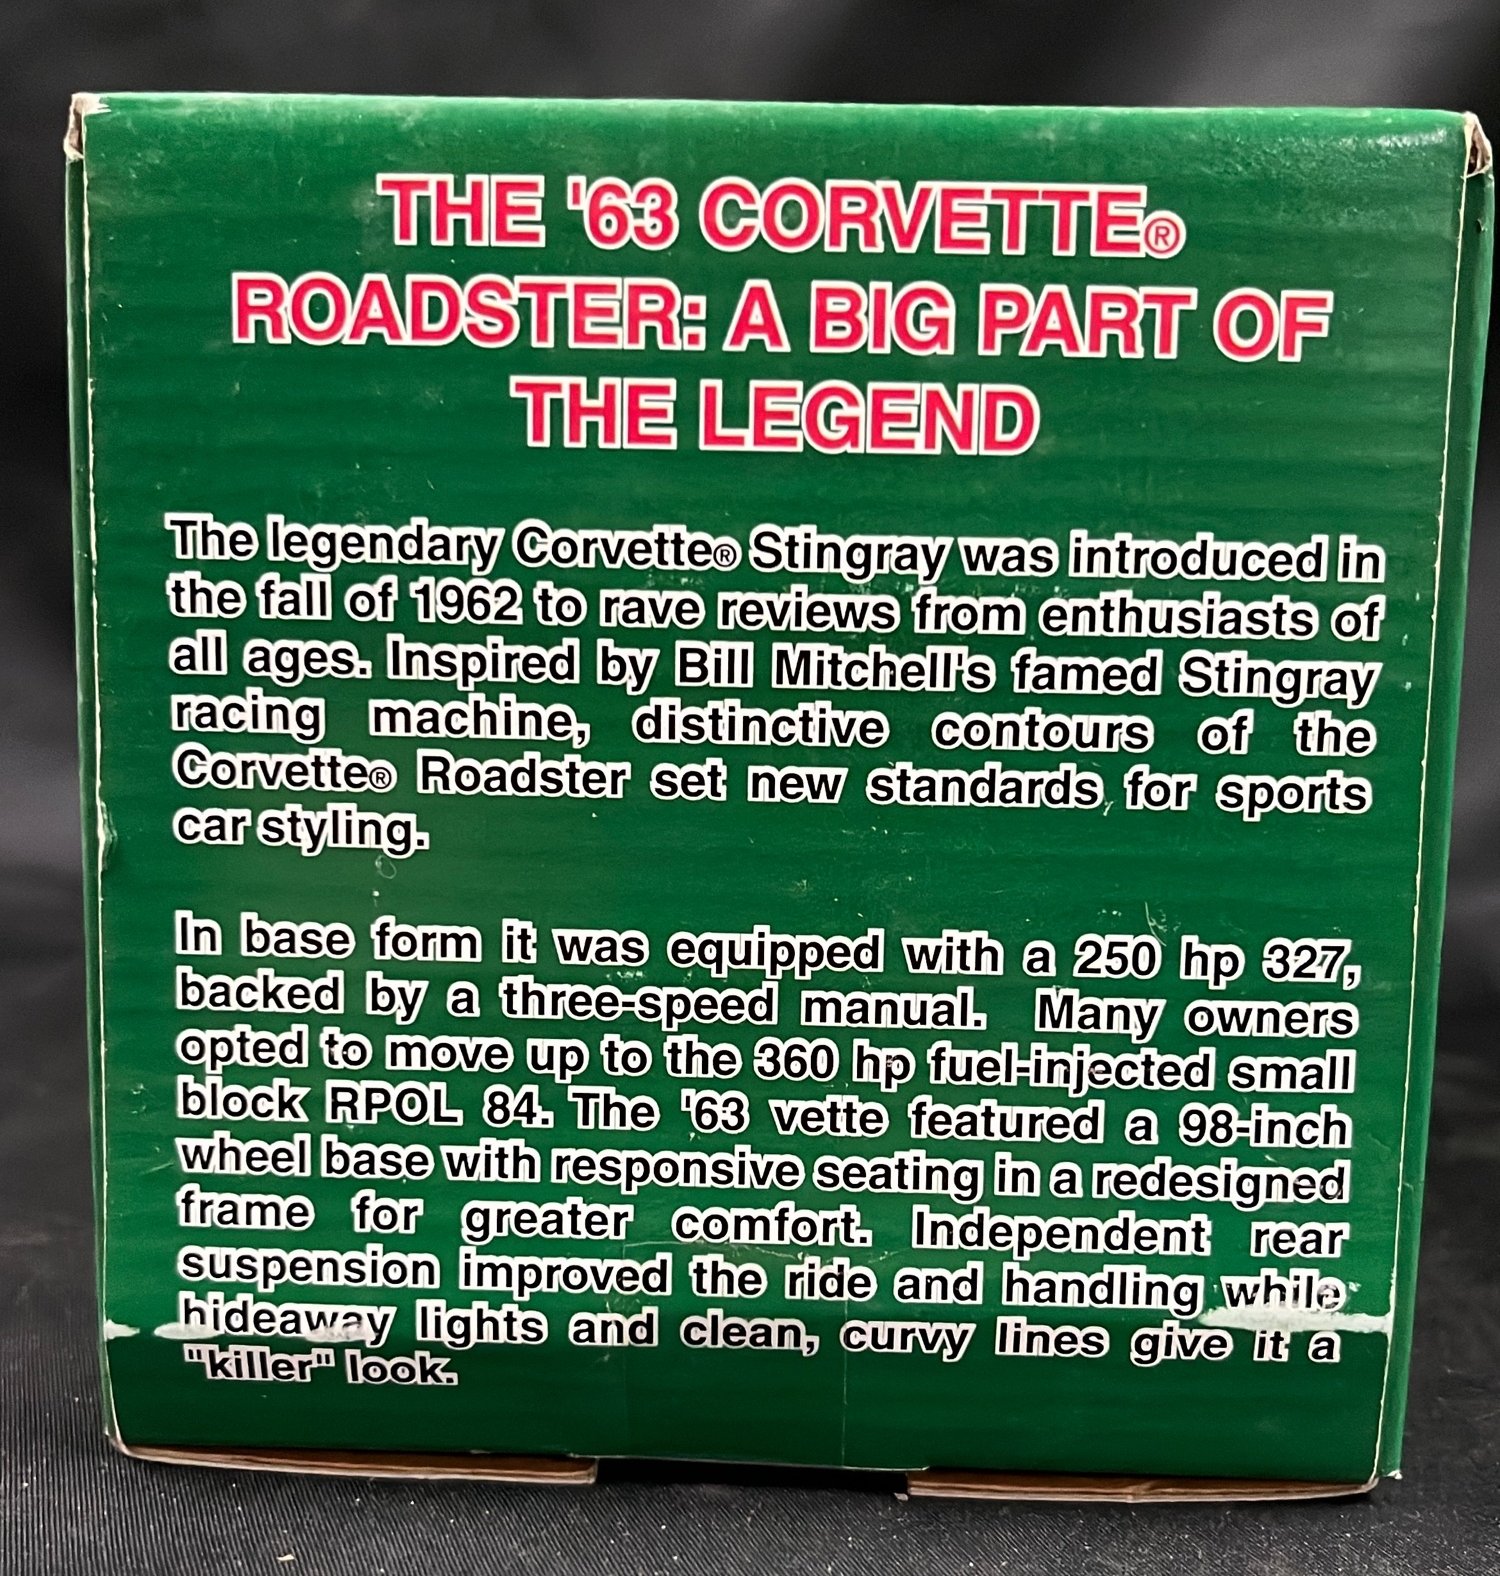 THE '63 CORVETTE®
ROADSTER: A BIG PART OF
THE LEGEND
The legendary Corvette® Stingray was introduced in
the fall of 1962 to rave reviews from enthusiasts of
all ages. Inspired by Bill Mitchell's famed Stingray
racing machine, distinctive contours of the
Corvette® Roadster set new standards for sports
car styling.
In base form it was equipped with a 250 hp 327,
backed by a three-speed manual. Many owners
opted to move up to the 360 hp fuel-injected small
block RPOL 84. The '63 vette featured a 98-inch
wheel base with responsive seating in a redesigned
frame for greater comfort. Independent rear
suspension improved the ride and handling while
hideaway lights and clean, curvy lines give it a
"killer" look.